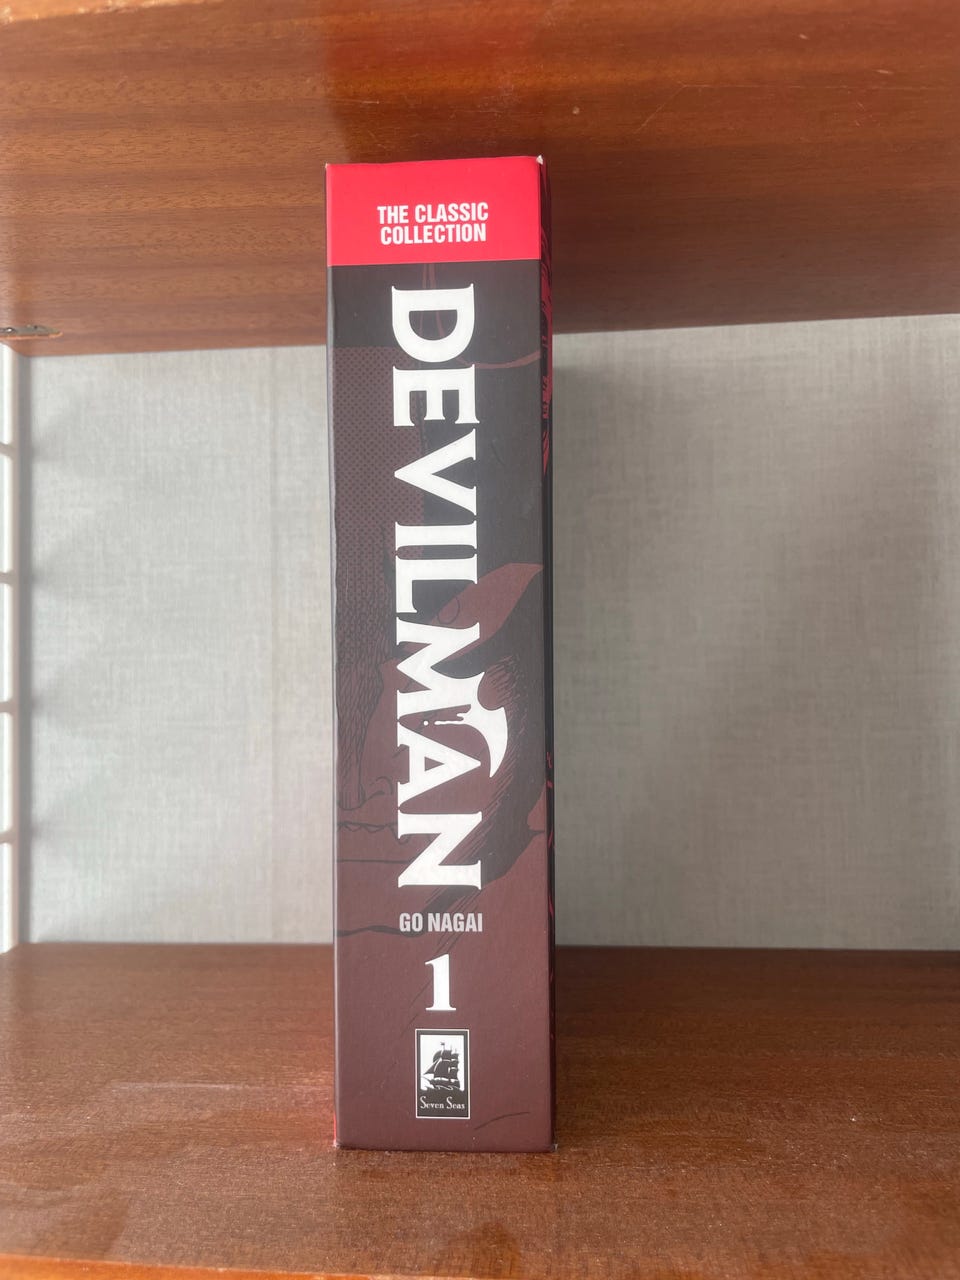 THE CLASSIC
COLLECTION
DEVILMAN
GO NAGAI
1
Seven Seas